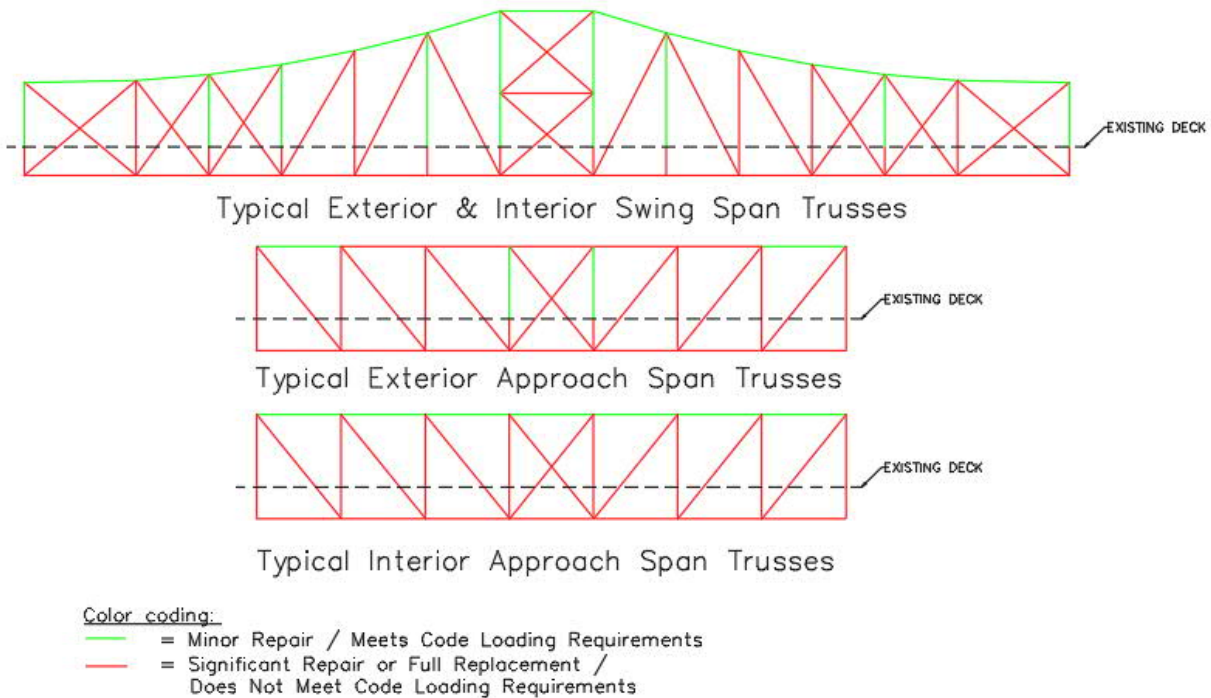 EXISTING DECK
Typical Exterior & Interior Swing Span Trusses
EXISTING DECK
Typical Exterior Approach Span Trusses
EXISTING DECK
Typical Interior Approach Span Trusses
Color coding:
= Minor Repair / Meets Code Loading Requirements
= Significant Repair or Full Replacement /
Does Not Meet Code Loading Requirements